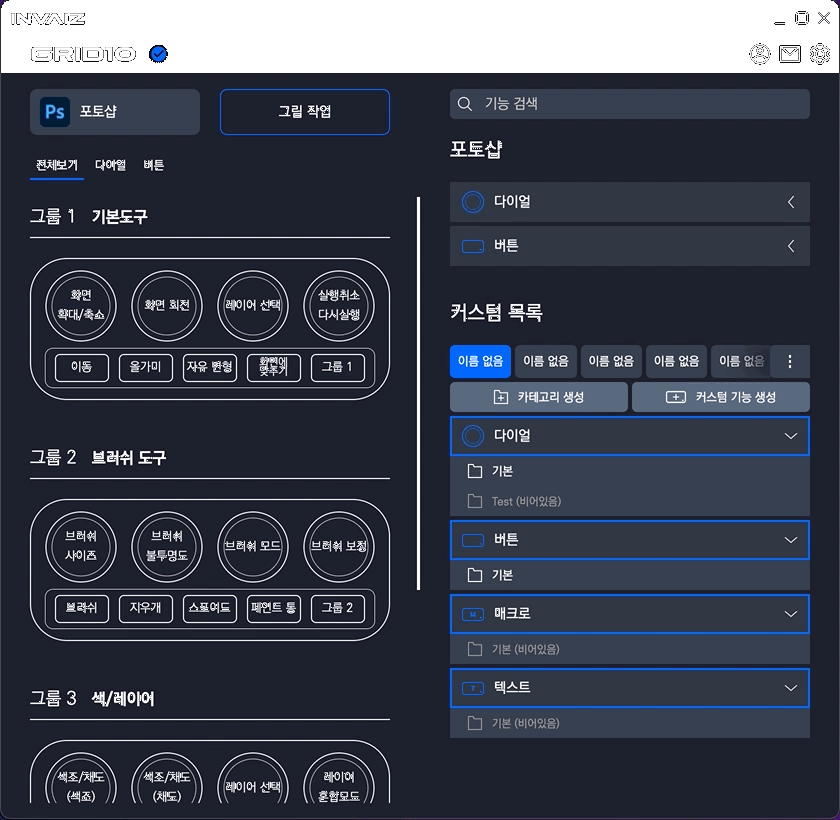 INVAIZ
GRID10
Ps 포토샵
그림 작업
전체보기 다이얼 버튼
그룹 1 기본도구
화면
확대/축소
화면 회전
레이어 선택
실행취소
다시실행
이동
올가미
자유 변형
화면에
맞추기
그룹 1
그룹 2 브러쉬 도구
브러쉬
사이즈
브러쉬
불투명도
브러쉬 모드
브러쉬 보정
브러쉬
지우개
스포이드
페인트 통
그룹 2
그룹 3 색/레이어
색조/채도
(색조)
색조/채도
(채도)
레이어 선택
레이어
혼합모드
기능 검색
포토샵
다이얼
버튼
커스텀 목록
이름 없음 이름 없음 이름 없음 이름 없음 이름 없음
카테고리 생성
커스텀 기능 생성
다이얼
기본
Test (비어있음)
버튼
기본
M 매크로
기본 (비어있음)
T 텍스트
기본 (비어있음)